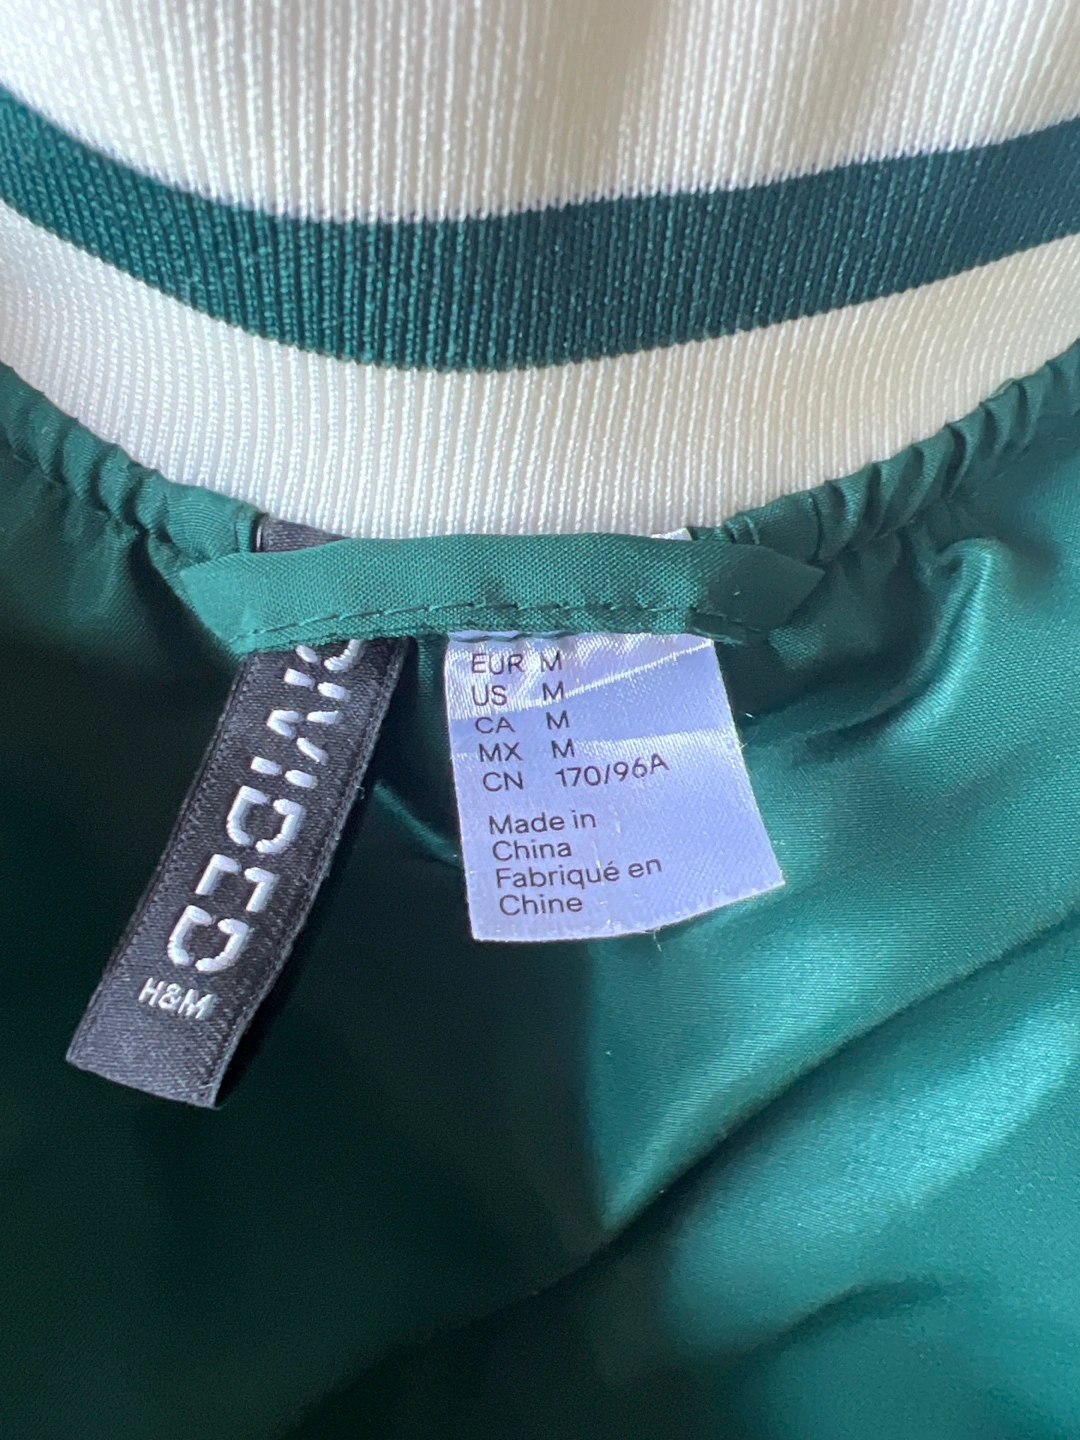 DIVIDED
H&M
EUR M
US M
CA M
MX M
CN 170/96A
Made in
China
Fabriqué en
Chine